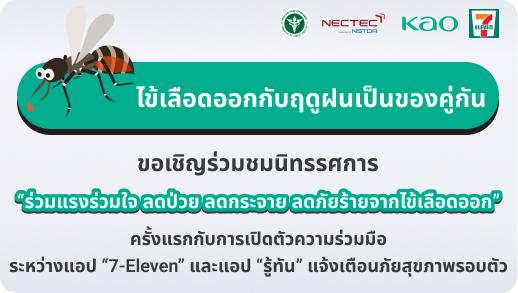 NECTEC
NSTDA
Kao
7
ELEVEN
ไข้เลือดออกกับฤดูฝนเป็นของคู่กัน
ขอเชิญร่วมชมนิทรรศการ
“ร่วมแรงร่วมใจ ลดป่วย ลดกระจาย ลดภัยร้ายจากไข้เลือดออก”
ครั้งแรกกับการเปิดตัวความร่วมมือ
ระหว่างแอป “7-Eleven” และแอป “รู้ทัน” แจ้งเตือนภัยสุขภาพรอบตัว